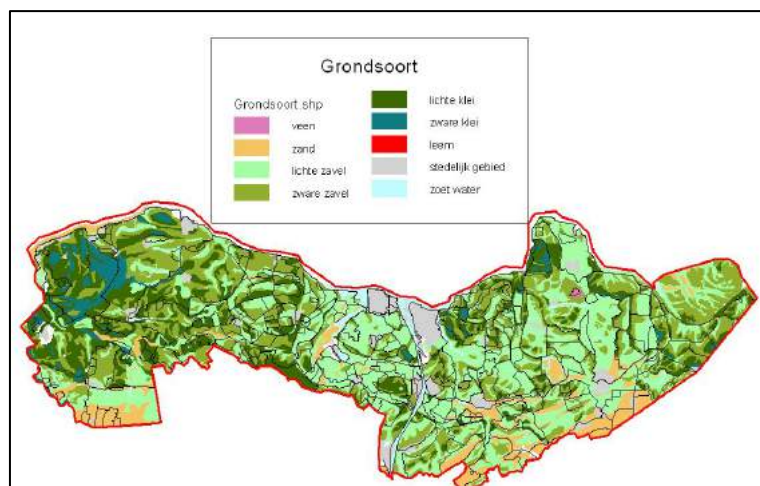 Grondsoort
Grondsoort.shp
veen
zand
lichte zavel
zware zavel
lichte klei
zware klei
leem
stedelijk gebied
zoet water